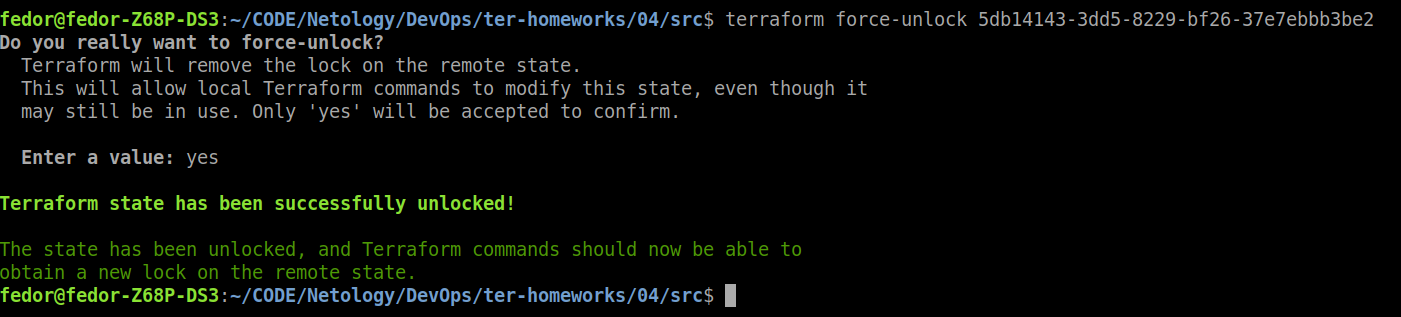 fedor@fedor-Z68P-DS3:~/CODE/Netology/DevOps/ter-homeworks/04/src$ terraform force-unlock 5db14143-3dd5-8229-bf26-37e7ebbb3be2
Do you really want to force-unlock?
  Terraform will remove the lock on the remote state.
  This will allow local Terraform commands to modify this state, even though it
  may still be in use. Only 'yes' will be accepted to confirm.
  Enter a value: yes
Terraform state has been successfully unlocked!
The state has been unlocked, and Terraform commands should now be able to
obtain a new lock on the remote state.
fedor@fedor-Z68P-DS3:~/CODE/Netology/DevOps/ter-homeworks/04/src$